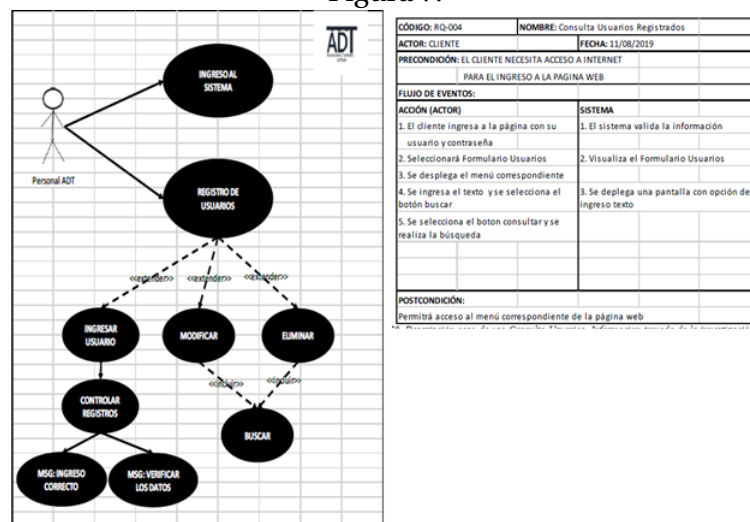 ADT
INGRESO AL
SISTEMA
Personal ADT
REGISTRO DE
USUARIOS
<<extender>> <<extender>> <<extender>>
INGRESAR
USUARIO
MODIFICAR
ELIMINAR
<<incluir>> <<incluir>>
CONTROLAR
REGISTROS
BUSCAR
MSG: INGRESO
CORRECTO
MSG: VERIFICAR
LOS DATOS
CÓDIGO: RQ-004 NOMBRE: Consulta Usuarios Registrados
ACTOR: CLIENTE FECHA: 11/08/2019
PRECONDICIÓN: EL CLIENTE NECESITA ACCESO A INTERNET
PARA EL INGRESO A LA PAGINA WEB
FLUJO DE EVENTOS:
ACCIÓN (ACTOR) SISTEMA
1. El cliente ingresa a la página con su
usuario y contraseña
1. El sistema valida la información
2. Seleccionará Formulario Usuarios
2. Visualiza el Formulario Usuarios
3. Se desplega el menú correspondiente
4. Se ingresa el texto y se selecciona el
botón buscar
3. Se deplega una pantalla con opción de
ingreso texto
5. Se selecciona el boton consultar y se
realiza la búsqueda
POSTCONDICIÓN:
Permitrá acceso al menú correspondiente de la página web